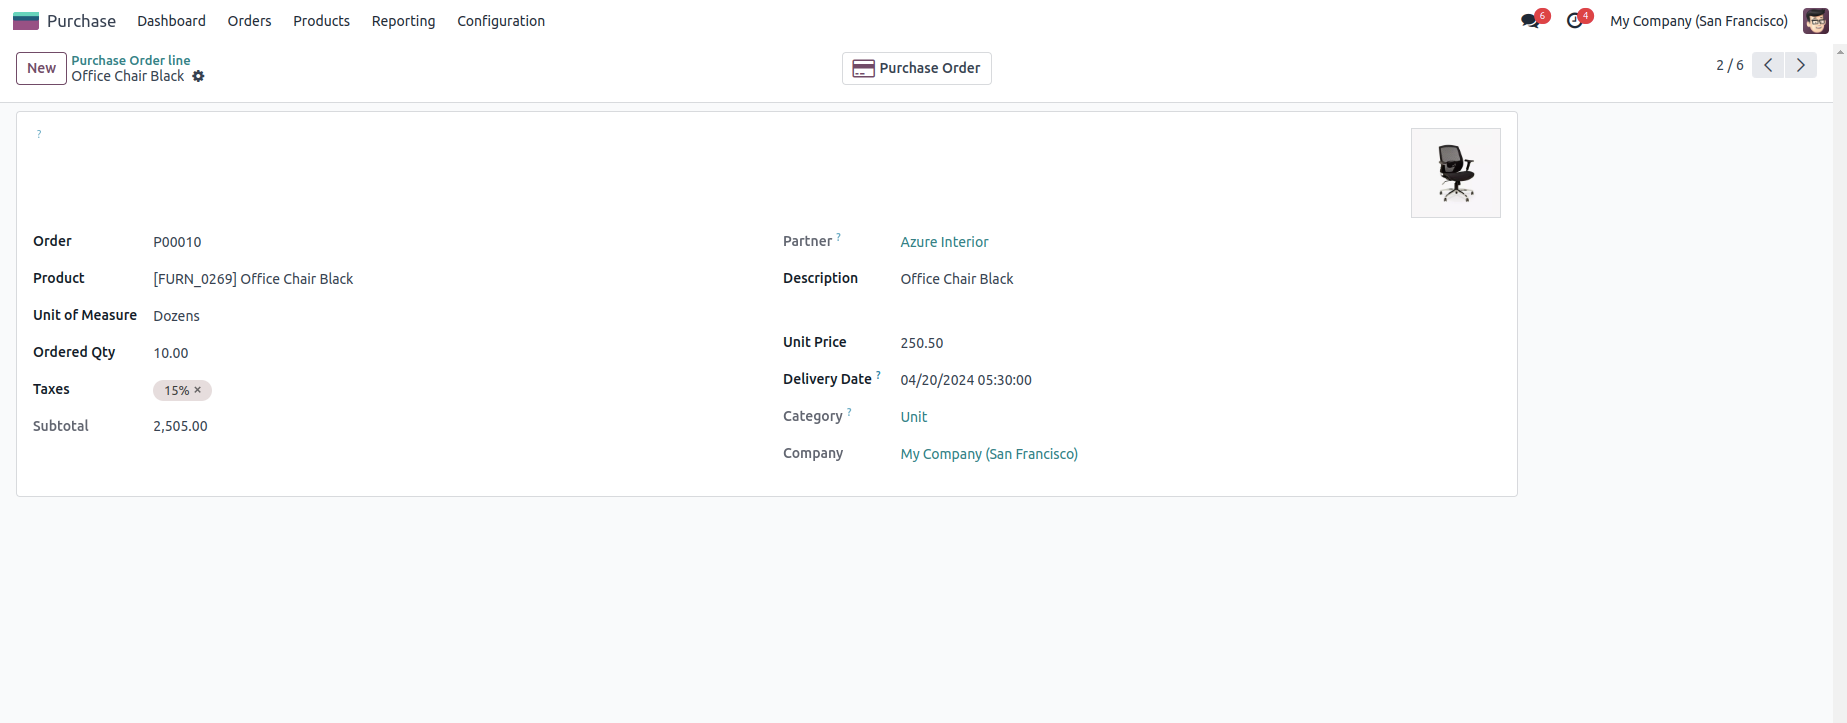 Purchase Dashboard Orders Products Reporting Configuration 6 4 My Company (San Francisco)
New Purchase Order line
Office Chair Black
Purchase Order
2 / 6
?
Order P00010
Partner ? Azure Interior
Product [FURN_0269] Office Chair Black
Description Office Chair Black
Unit of Measure Dozens
Ordered Qty 10.00
Unit Price 250.50
Taxes 15% ×
Delivery Date ? 04/20/2024 05:30:00
Category ? Unit
Subtotal 2,505.00
Company My Company (San Francisco)